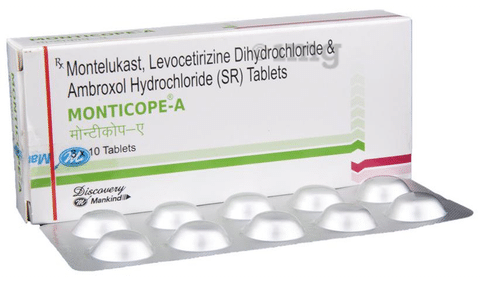 Rx Montelukast, Levocetirizine Dihydrochloride &
Ambroxol Hydrochloride (SR) Tablets
MONTICOPE®-A
मोन्टीकोप–ए
10 Tablets
Discovery
Mankind